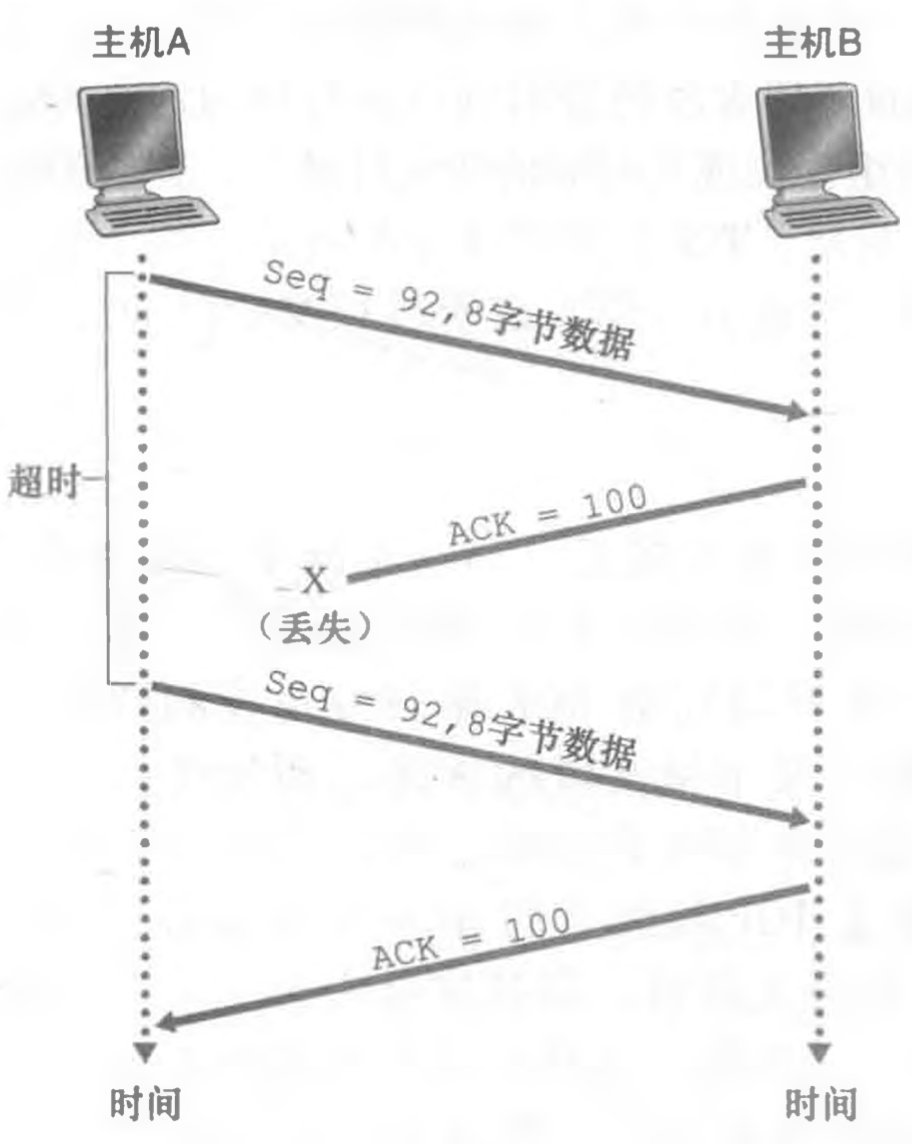 主机A
主机B
Seq = 92,8字节数据
超时
ACK = 100
X
(丢失)
Seq = 92,8字节数据
ACK = 100
时间
时间